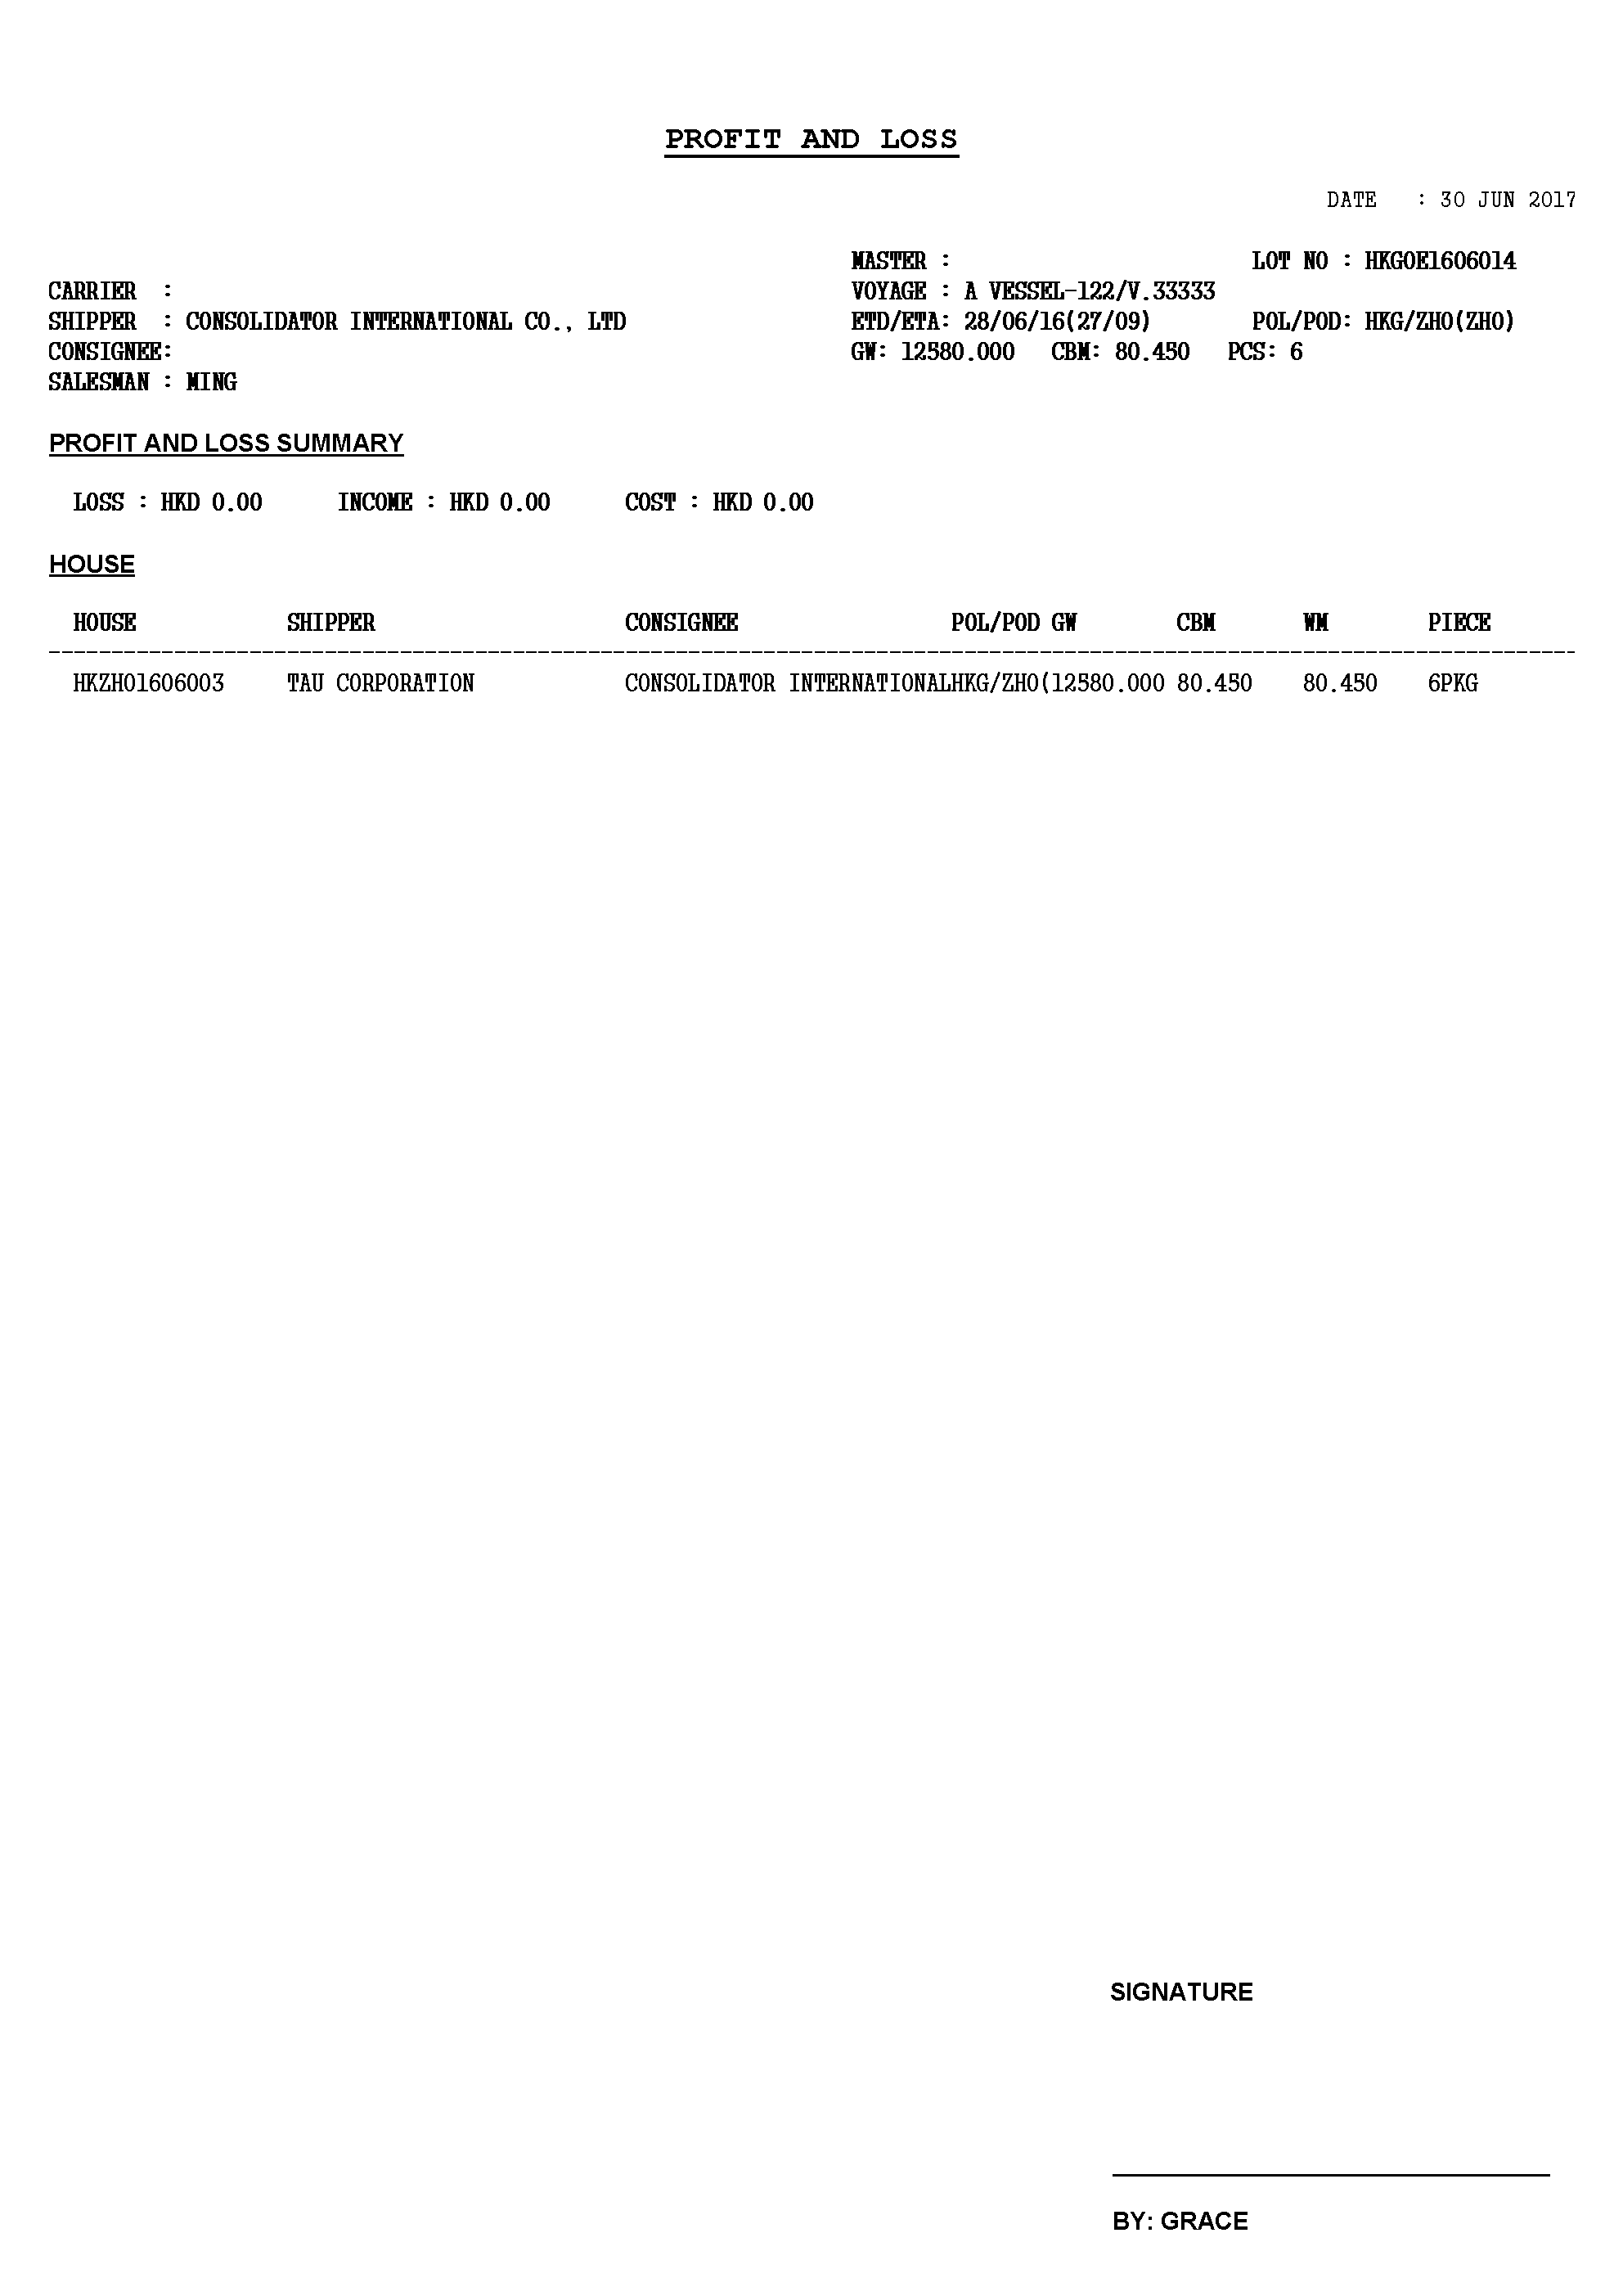 PROFIT AND LOSS
DATE : 30 JUN 2017
MASTER : LOT NO : HKGOE1606014
CARRIER : VOYAGE : A VESSEL-122/V.33333
SHIPPER : CONSOLIDATOR INTERNATIONAL CO., LTD ETD/ETA: 28/06/16(27/09) POL/POD: HKG/ZHO(ZHO)
CONSIGNEE: GW: 12580.000 CBM: 80.450 PCS: 6
SALESMAN : MING
PROFIT AND LOSS SUMMARY
LOSS : HKD 0.00 INCOME : HKD 0.00 COST : HKD 0.00
HOUSE
HOUSE SHIPPER CONSIGNEE POL/POD GW CBM WM PIECE
HKZHO1606003 TAU CORPORATION CONSOLIDATOR INTERNATIONALHKG/ZHO(12580.000 80.450 80.450 6PKG
SIGNATURE
BY: GRACE